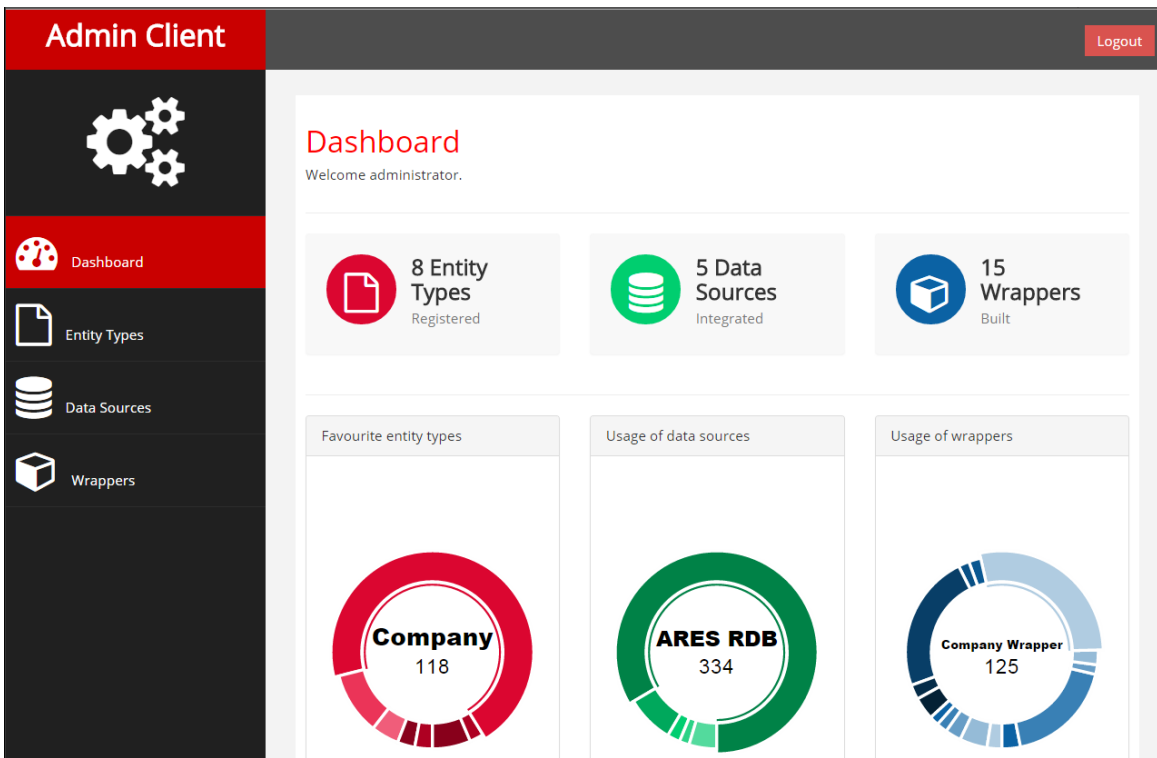 Admin Client
Logout
Dashboard
Entity Types
Data Sources
Wrappers
Dashboard
Welcome administrator.
8 Entity
Types
Registered
5 Data
Sources
Integrated
15
Wrappers
Built
Favourite entity types
Usage of data sources
Usage of wrappers
Company
118
ARES RDB
334
Company Wrapper
125